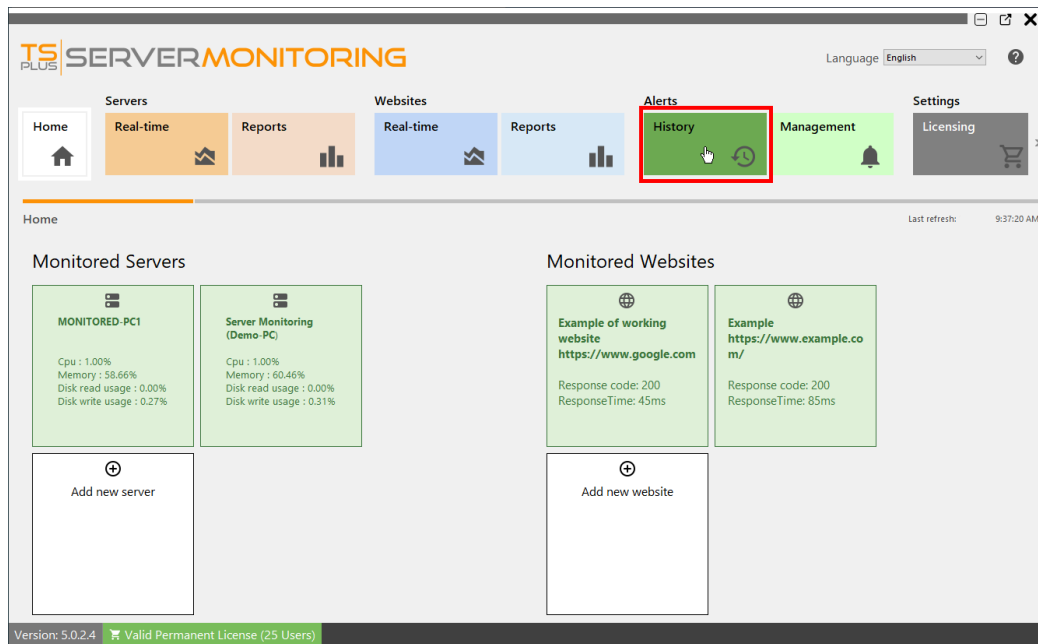 TS PLUS SERVERMONITORING
Language English
Servers
Websites
Alerts
Settings
Home
Real-time
Reports
Real-time
Reports
History
Management
Licensing
Home
Last refresh: 9:37:20 AM
Monitored Servers
Monitored Websites
MONITORED-PC1
Cpu : 1.00%
Memory : 58.66%
Disk read usage : 0.00%
Disk write usage : 0.27%
Server Monitoring
(Demo-PC)
Cpu : 1.00%
Memory : 60.46%
Disk read usage : 0.00%
Disk write usage : 0.31%
Example of working
website
https://www.google.com
Response code: 200
ResponseTime: 45ms
Example
https://www.example.co
m/
Response code: 200
ResponseTime: 85ms
Add new server
Add new website
Version: 5.0.2.4 Valid Permanent License (25 Users)